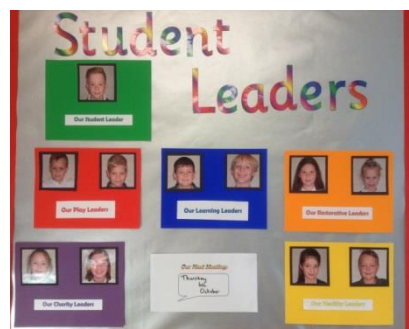 Student
Leaders
Our Student Leader
Our Play Leaders
Our Learning Leaders
Our Restorative Leaders
Our Charity Leaders
Our Next Meeting:
Thursday
October
Our Leaders